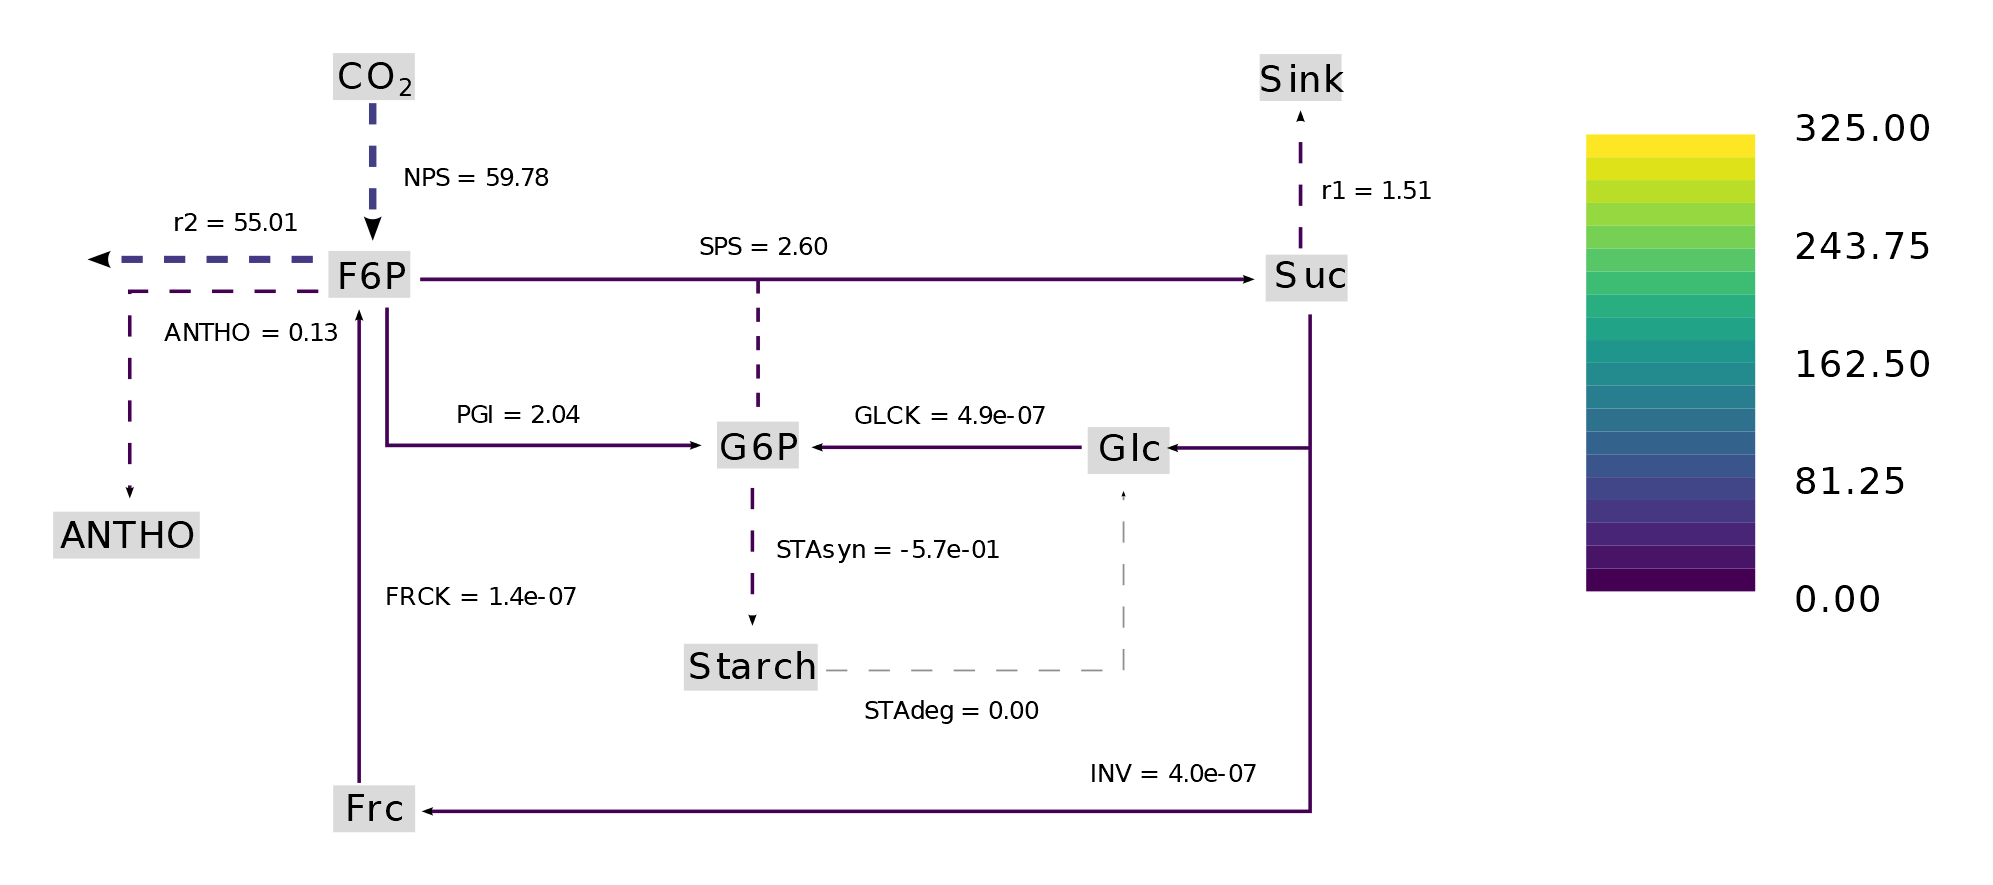 CO₂
Sink
325.00
NPS = 59.78
r1 = 1.51
r2 = 55.01
SPS = 2.60
243.75
F6P
Suc
ANTHO = 0.13
162.50
PGI = 2.04
GLCK = 4.9e-07
G6P
Glc
81.25
ANTHO
STAsyn = -5.7e-01
FRCK = 1.4e-07
0.00
Starch
STAdeg = 0.00
INV = 4.0e-07
Frc